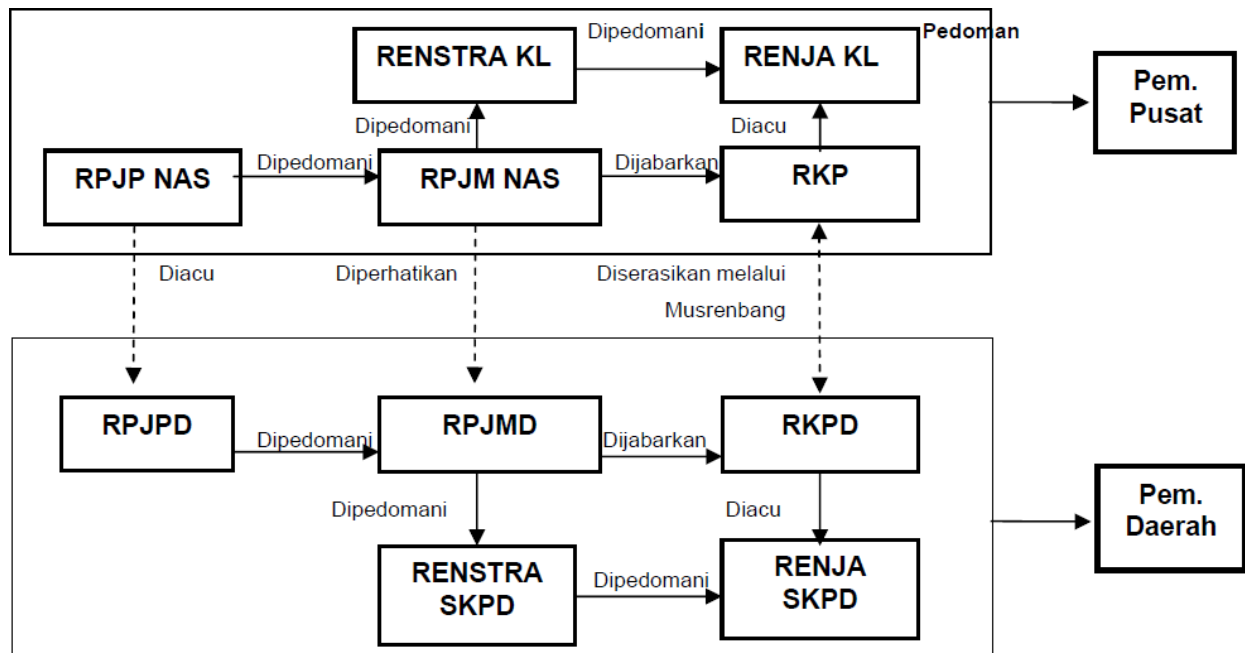 Dipedomani
Pedoman
RENSTRA KL
RENJA KL
Pem.
Pusat
Dipedomani
Diacu
RPJP NAS
Dipedomani
RPJM NAS
Dijabarkan
RKP
Diacu
Diperhatikan
Diserasikan melalui
Musrenbang
RPJPD
Dipedomani
RPJMD
Dijabarkan
RKPD
Dipedomani
Diacu
Pem.
Daerah
RENSTRA
SKPD
Dipedomani
RENJA
SKPD